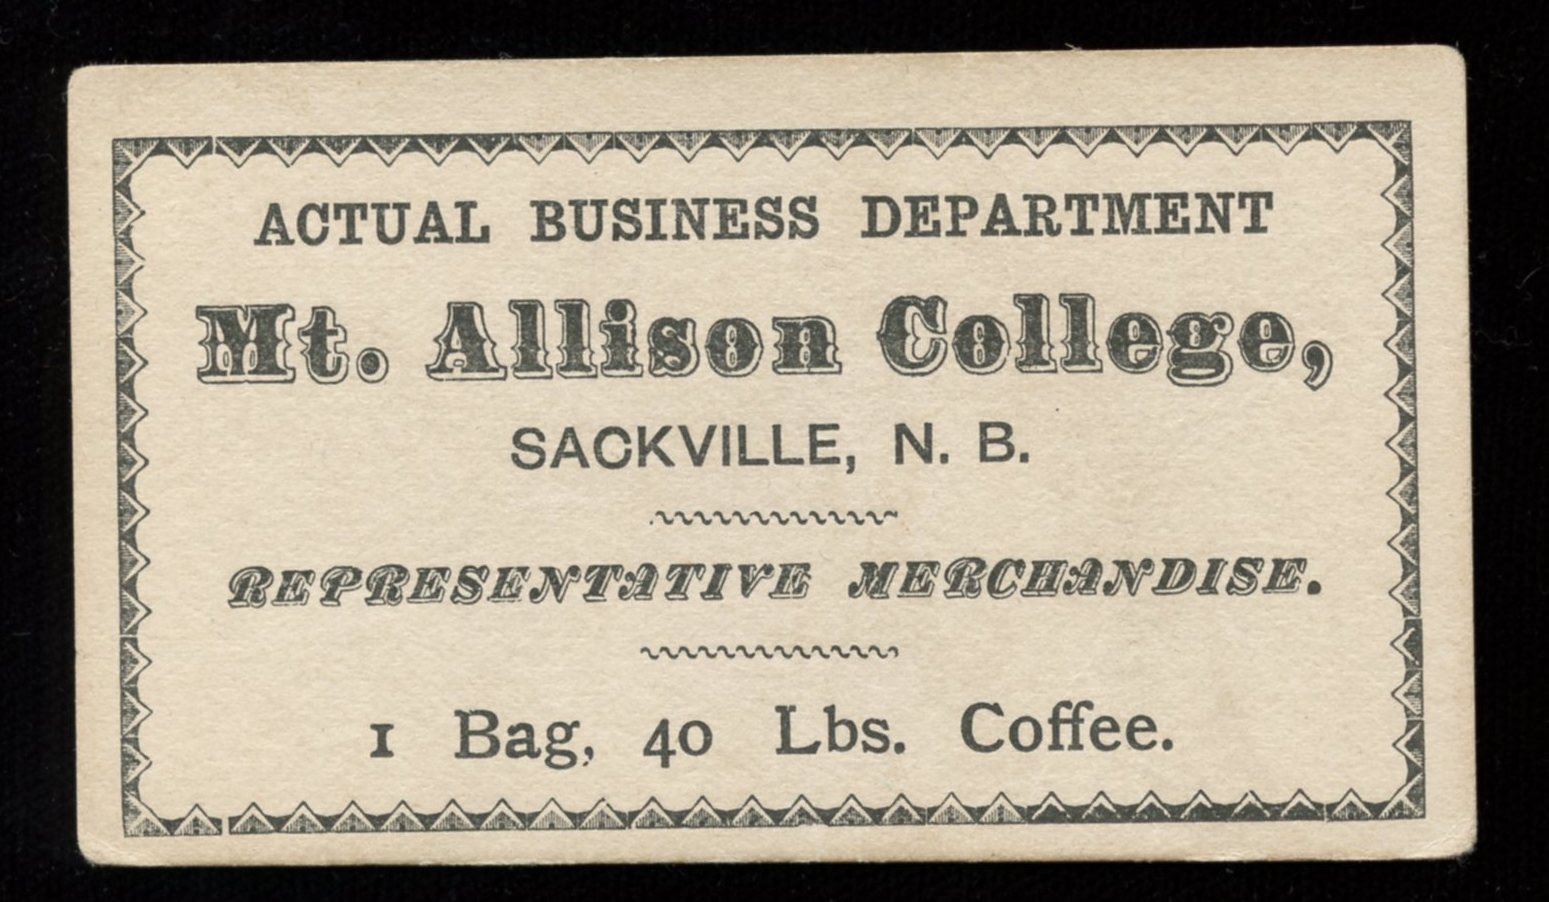 ACTUAL BUSINESS DEPARTMENT
Mt. Allison College,
SACKVILLE, N. B.
REPRESENTATIVE MERCHANDISE.
1 Bag, 40 Lbs. Coffee.